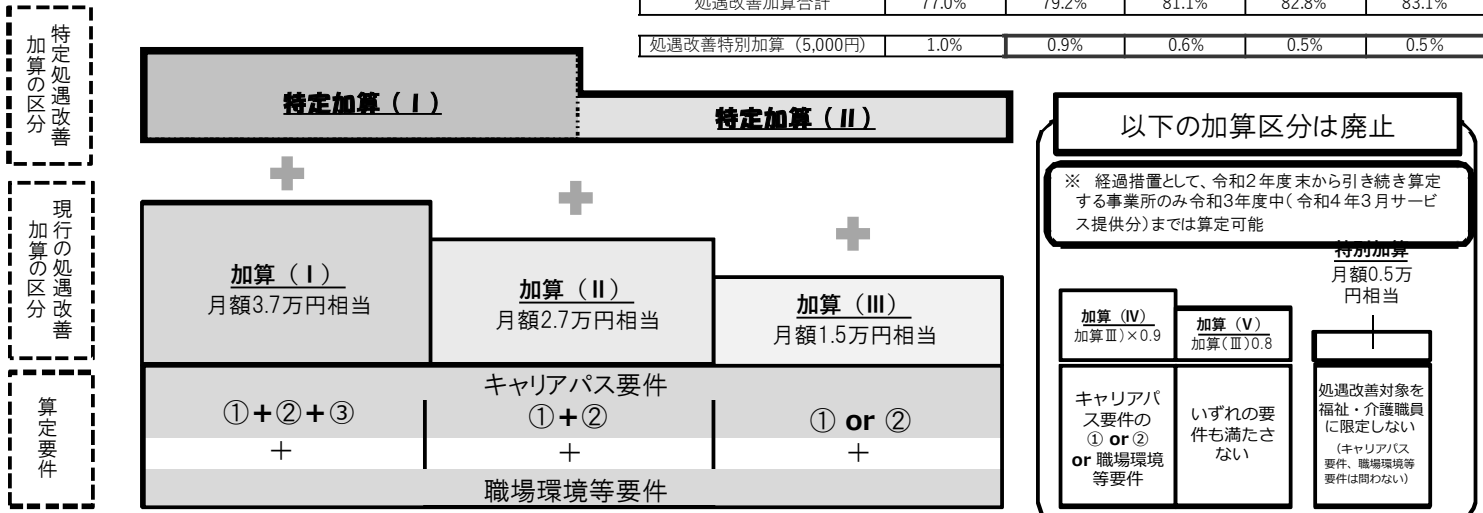 処遇改善加算合計 77.0% 79.2% 81.1% 82.8% 83.1%
処遇改善特別加算（5,000円） 1.0% 0.9% 0.6% 0.5% 0.5%
特定処遇改善
加算の区分
特定加算（Ⅰ）
特定加算（Ⅱ）
現行の処遇改善
加算の区分
加算（Ⅰ）
月額3.7万円相当
加算（Ⅱ）
月額2.7万円相当
加算（Ⅲ）
月額1.5万円相当
算定要件
キャリアパス要件
①+②+③
①+②
① or ②
＋
＋
＋
職場環境等要件
以下の加算区分は廃止
※ 経過措置として、令和2年度末から引き続き算定
する事業所のみ令和3年度中（令和4年3月サービ
ス提供分）までは算定可能
特別加算
月額0.5万
円相当
加算（Ⅳ）
加算Ⅲ）×0.9
加算（Ⅴ）
加算（Ⅲ）0.8
キャリアパ
ス要件の
① or ②
or 職場環境
等要件
いずれの要
件も満たさ
ない
処遇改善対象を
福祉・介護職員
に限定しない
（キャリアパス
要件、職場環境等
要件は問わない）